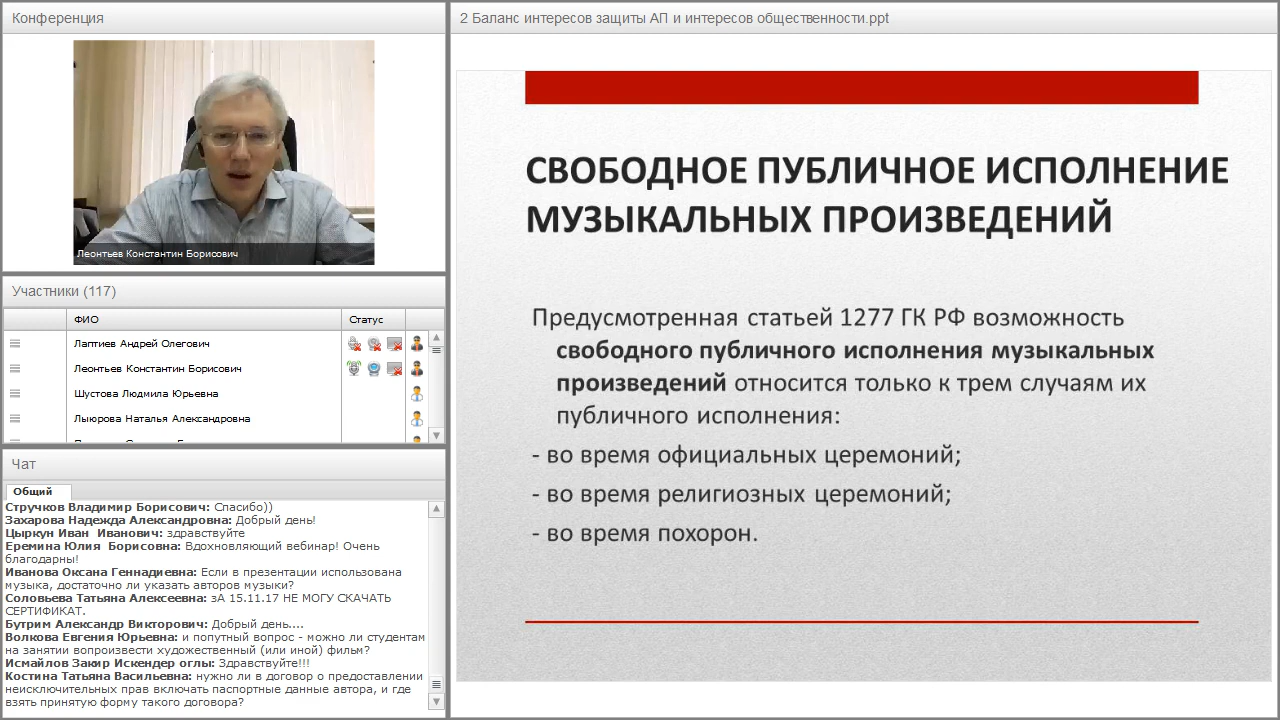 Конференция
Леонтьев Константин Борисович
Участники (117)
ФИО
Статус
Лаптиев Андрей Олегович
Леонтьев Константин Борисович
Шустова Людмила Юрьевна
Лыюрова Наталья Александровна
Чат
Общий
Стручков Владимир Борисович: Спасибо))
Захарова Надежда Александровна: Добрый день!
Цыркун Иван Иванович: здравствуйте
Еремина Юлия Борисовна: Вдохновляющий вебинар! Очень
благодарны!
Иванова Оксана Геннадиевна: Если в презентации использована
музыка, достаточно ли указать авторов музыки?
Соловьева Татьяна Алексеевна: зА 15.11.17 НЕ МОГУ СКАЧАТЬ
СЕРТИФИКАТ.
Бутрим Александр Викторович: Добрый день....
Волкова Евгения Юрьевна: и попутный вопрос - можно ли студентам
на занятии вопроизвести художественный (или иной) фильм?
Исмайлов Закир Искендер оглы: Здравствуйте!!!
Костина Татьяна Васильевна: нужно ли в договор о предоставлении
неисключительных прав включать паспортные данные автора, и где
взять принятую форму такого договора?
2 Баланс интересов защиты АП и интересов общественности.ppt
СВОБОДНОЕ ПУБЛИЧНОЕ ИСПОЛНЕНИЕ
МУЗЫКАЛЬНЫХ ПРОИЗВЕДЕНИЙ
Предусмотренная статьей 1277 ГК РФ возможность
свободного публичного исполнения музыкальных
произведений относится только к трем случаям их
публичного исполнения:
- во время официальных церемоний;
- во время религиозных церемоний;
- во время похорон.